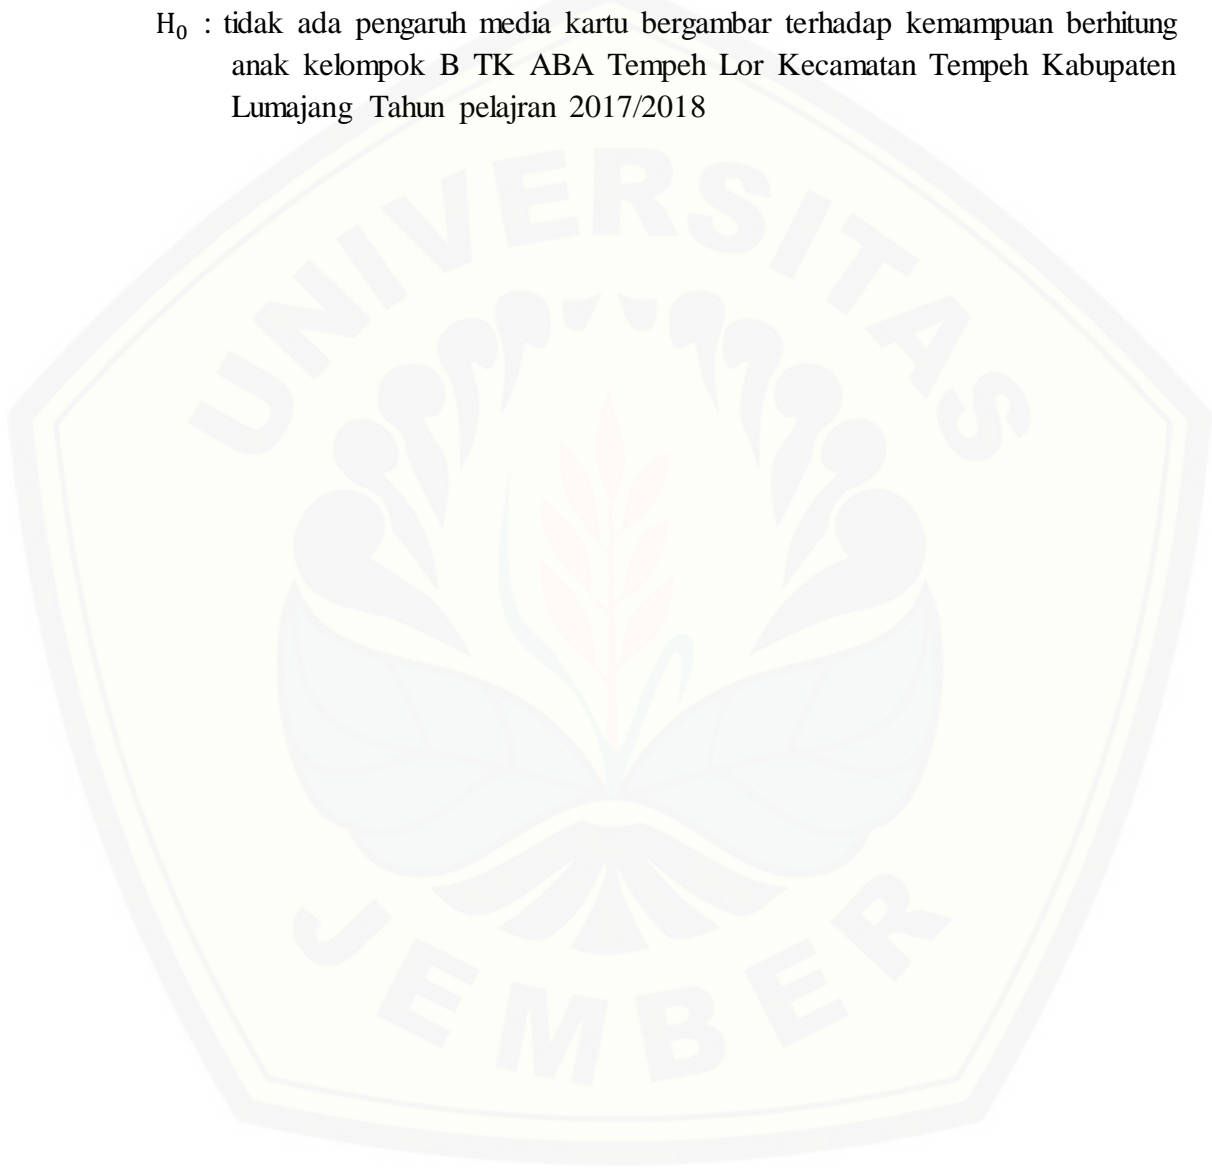 H₀ : tidak ada pengaruh media kartu bergambar terhadap kemampuan berhitung
anak kelompok B TK ABA Tempeh Lor Kecamatan Tempeh Kabupaten
Lumajang Tahun pelajran 2017/2018
UNIVERSITAS
JEMBER